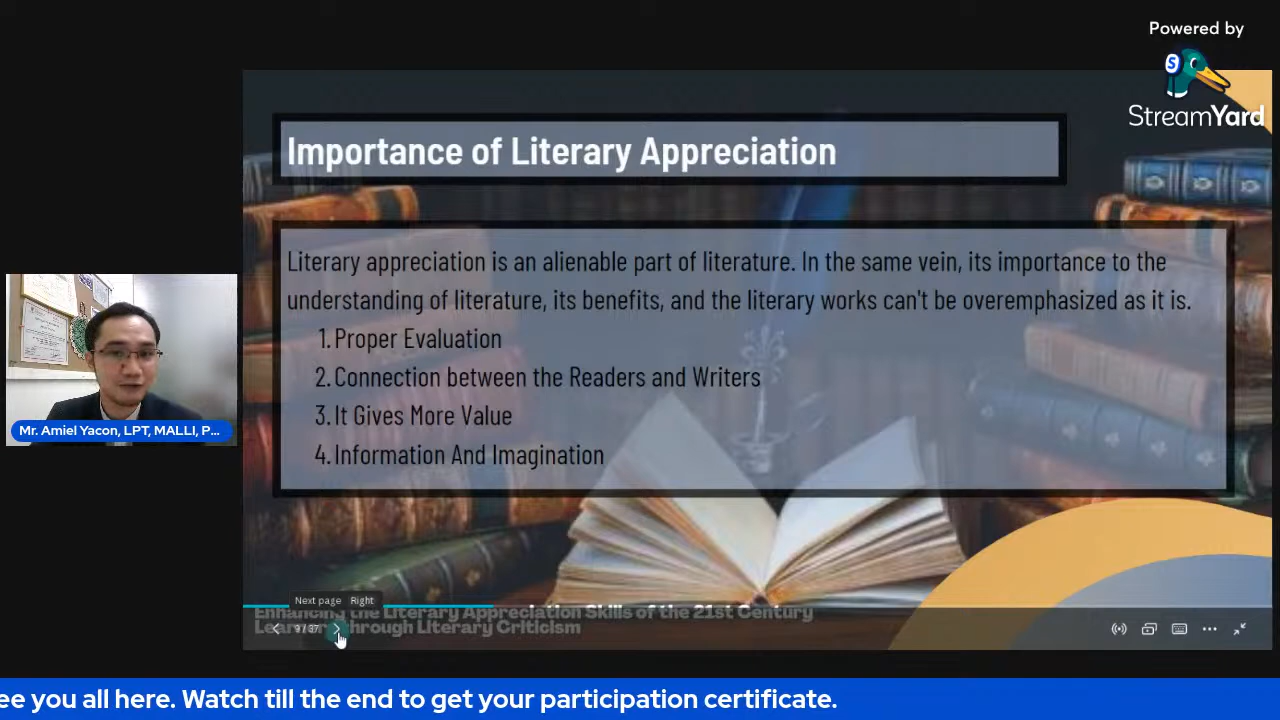 Powered by
S
StreamYard
Importance of Literary Appreciation
Literary appreciation is an alienable part of literature. In the same vein, its importance to the
understanding of literature, its benefits, and the literary works can't be overemphasized as it is.
1. Proper Evaluation
2. Connection between the Readers and Writers
3. It Gives More Value
4. Information And Imagination
Mr. Amiel Yacon, LPT, MALLI, P...
Next page Right
Enhancing the Literary Appreciation Skills of the 21st Century
Through Literary Criticism
9 / 37
ee you all here. Watch till the end to get your participation certificate.